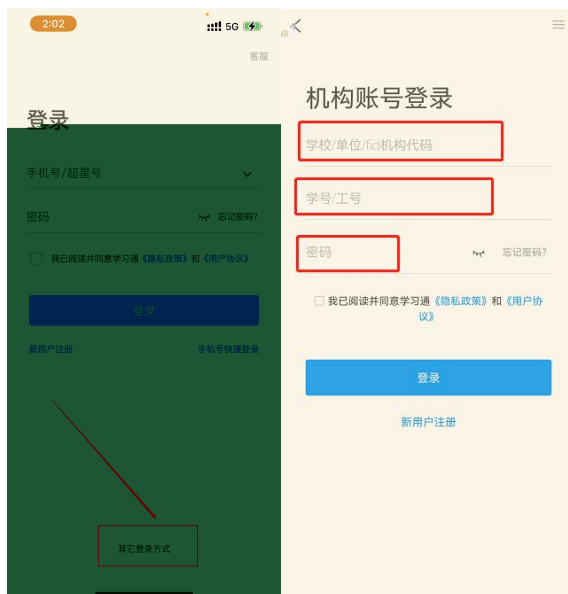 2:02
5G
客服
登录
手机号/超星号
密码
忘记密码?
我已阅读并同意学习通《隐私政策》和《用户协议》
登录
新用户注册
手机号快捷登录
其它登录方式
机构账号登录
学校/单位/fid机构代码
学号/工号
密码
忘记密码?
我已阅读并同意学习通《隐私政策》和《用户协
议》
登录
新用户注册